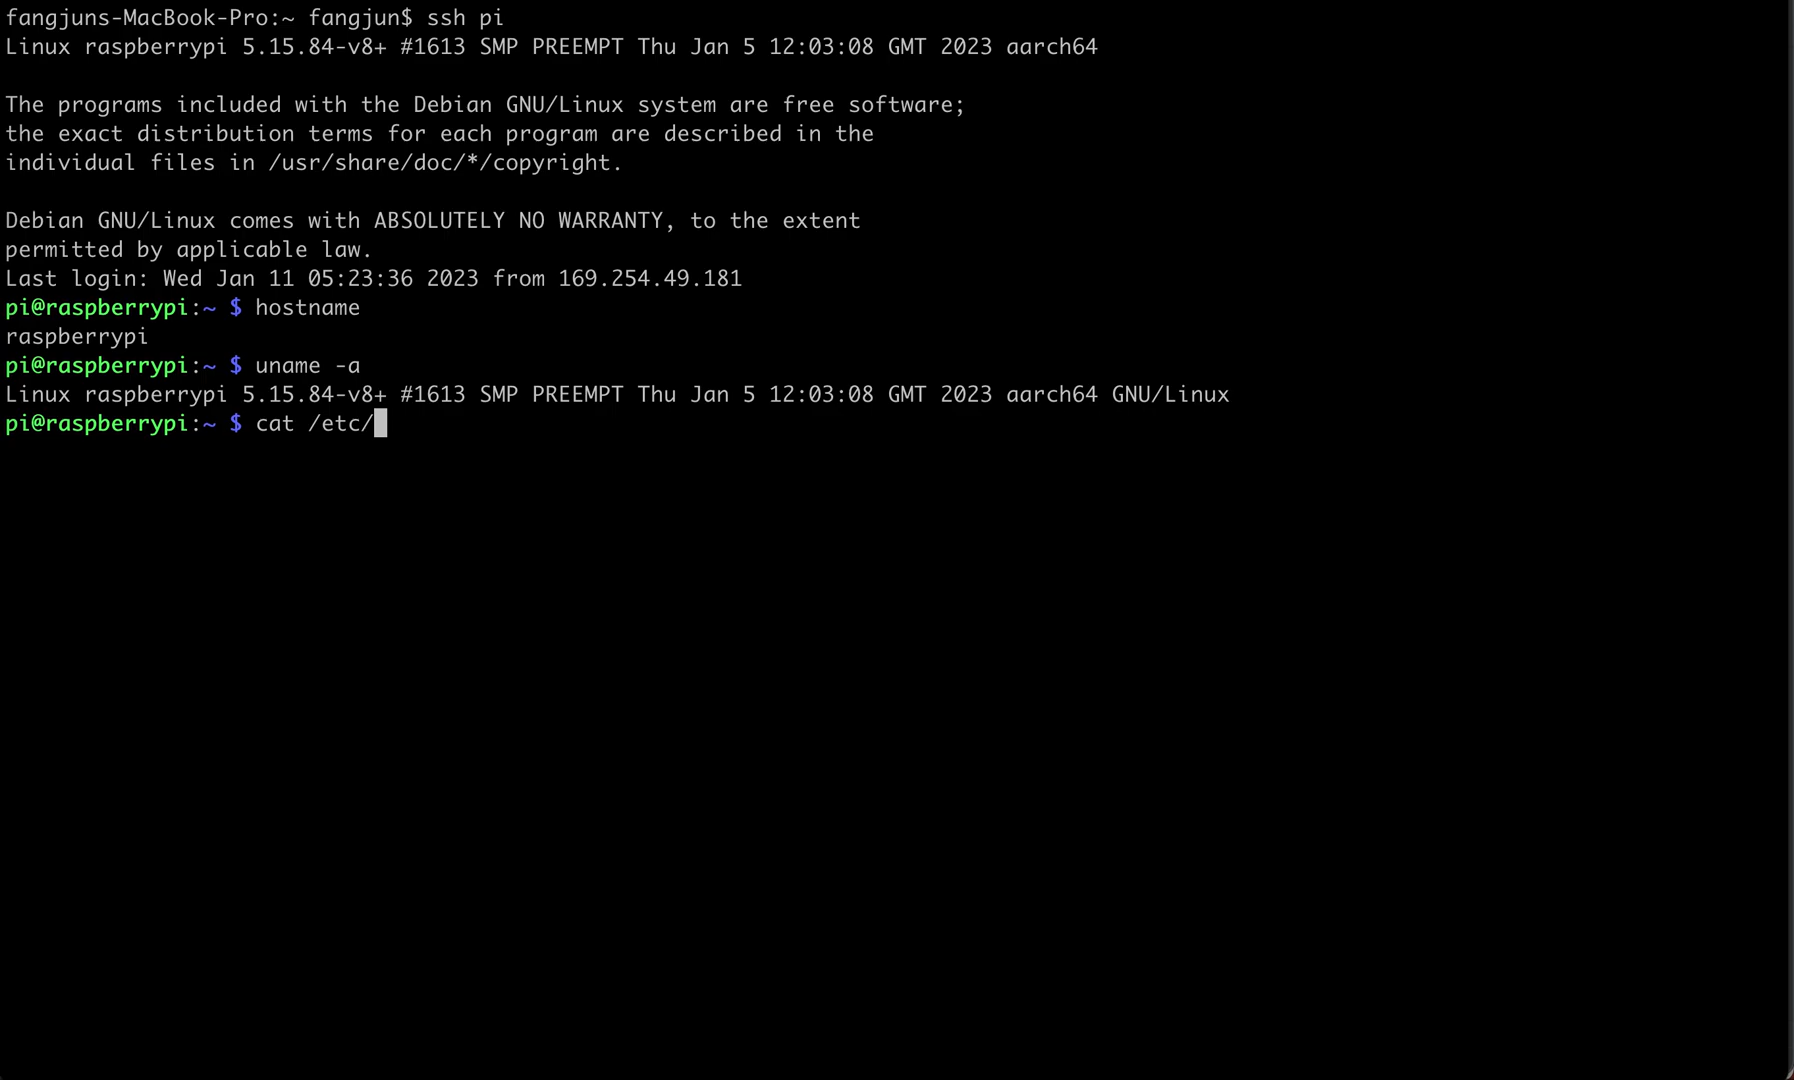 fangjuns-MacBook-Pro:~ fangjun$ ssh pi
Linux raspberrypi 5.15.84-v8+ #1613 SMP PREEMPT Thu Jan 5 12:03:08 GMT 2023 aarch64
The programs included with the Debian GNU/Linux system are free software;
the exact distribution terms for each program are described in the
individual files in /usr/share/doc/*/copyright.
Debian GNU/Linux comes with ABSOLUTELY NO WARRANTY, to the extent
permitted by applicable law.
Last login: Wed Jan 11 05:23:36 2023 from 169.254.49.181
pi@raspberrypi:~ $ hostname
raspberrypi
pi@raspberrypi:~ $ uname -a
Linux raspberrypi 5.15.84-v8+ #1613 SMP PREEMPT Thu Jan 5 12:03:08 GMT 2023 aarch64 GNU/Linux
pi@raspberrypi:~ $ cat /etc/